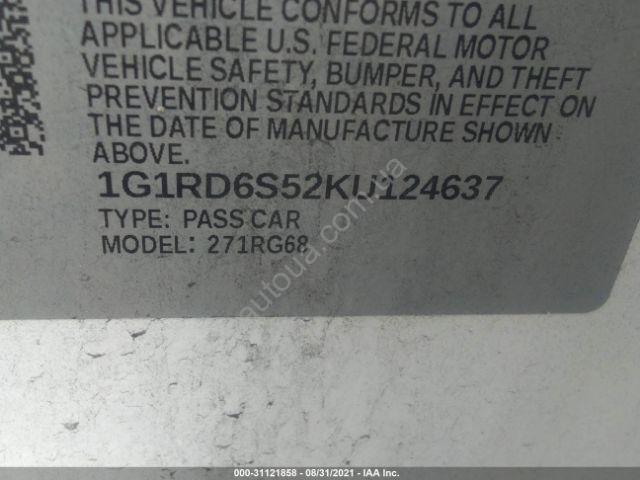 THIS VEHICLE CONFORMS TO ALL
APPLICABLE U.S. FEDERAL MOTOR
VEHICLE SAFETY, BUMPER, AND THEFT
PREVENTION STANDARDS IN EFFECT ON
THE DATE OF MANUFACTURE SHOWN
ABOVE.
1G1RD6S52KU124637
TYPE: PASS CAR
MODEL: 271RG68
autoua.com
000-31121858 - 08/31/2021 - IAA Inc.